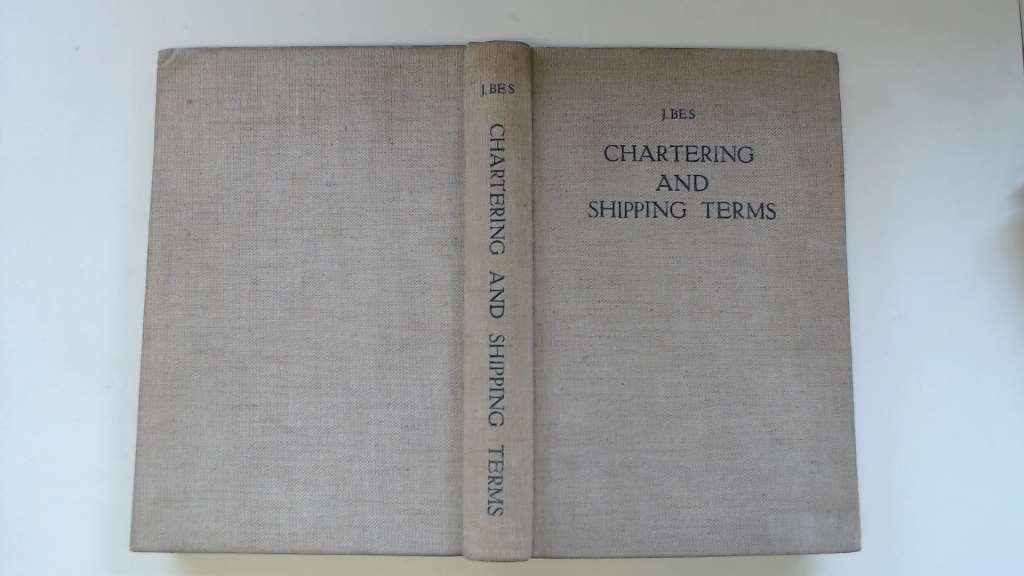 J. BES
CHARTERING AND SHIPPING TERMS
J. BES
CHARTERING
AND
SHIPPING TERMS